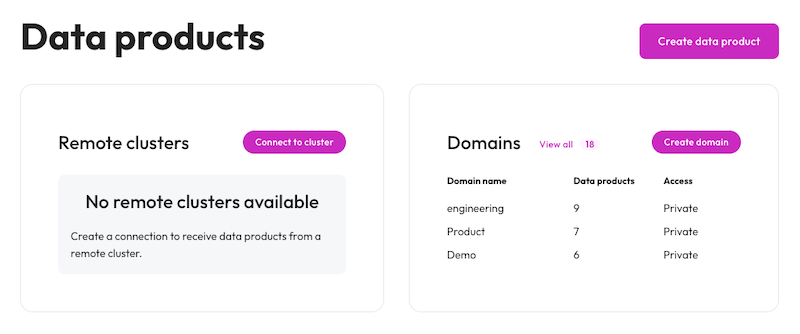 Data products
Create data product
Remote clusters
Connect to cluster
No remote clusters available
Create a connection to receive data products from a
remote cluster.
Domains View all 18
Create domain
Domain name Data products Access
engineering 9 Private
Product 7 Private
Demo 6 Private